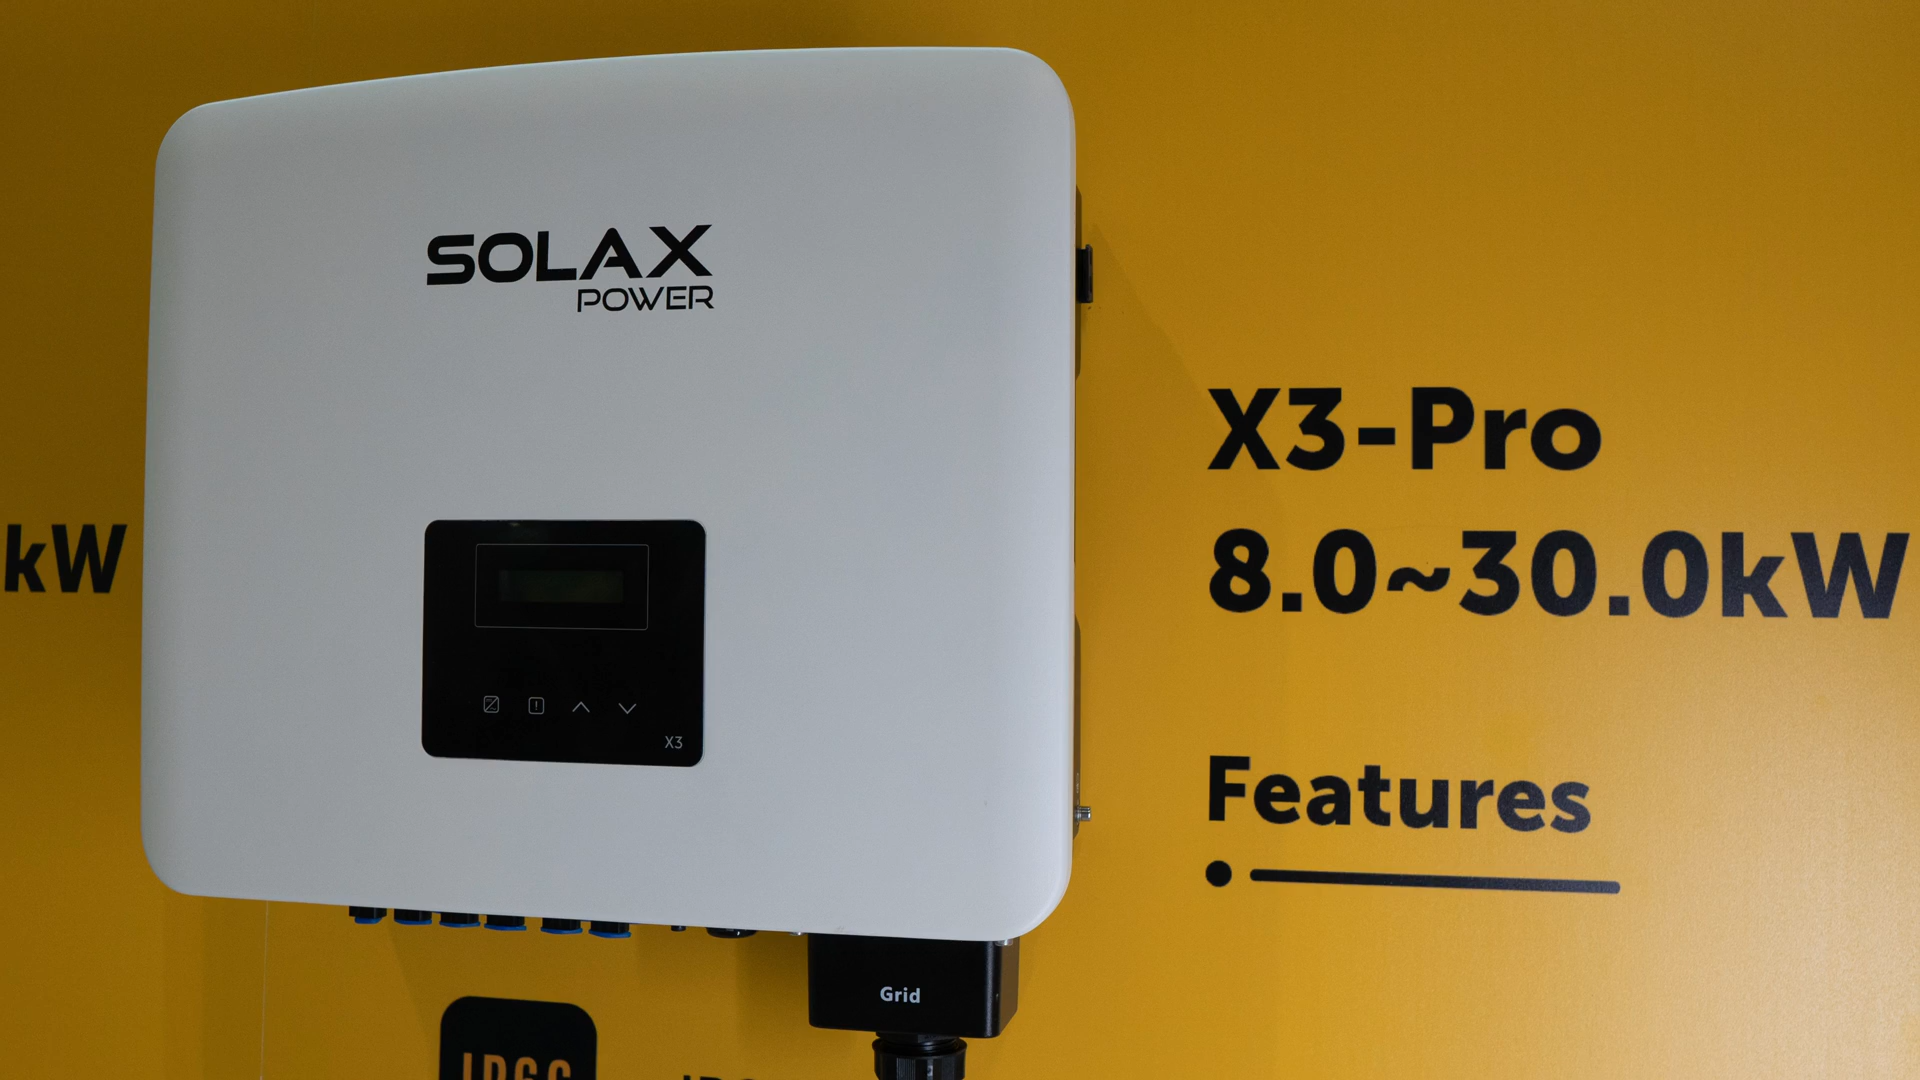 SOLAX
POWER
kW
X3
X3-Pro
8.0~30.0kW
Features
Grid